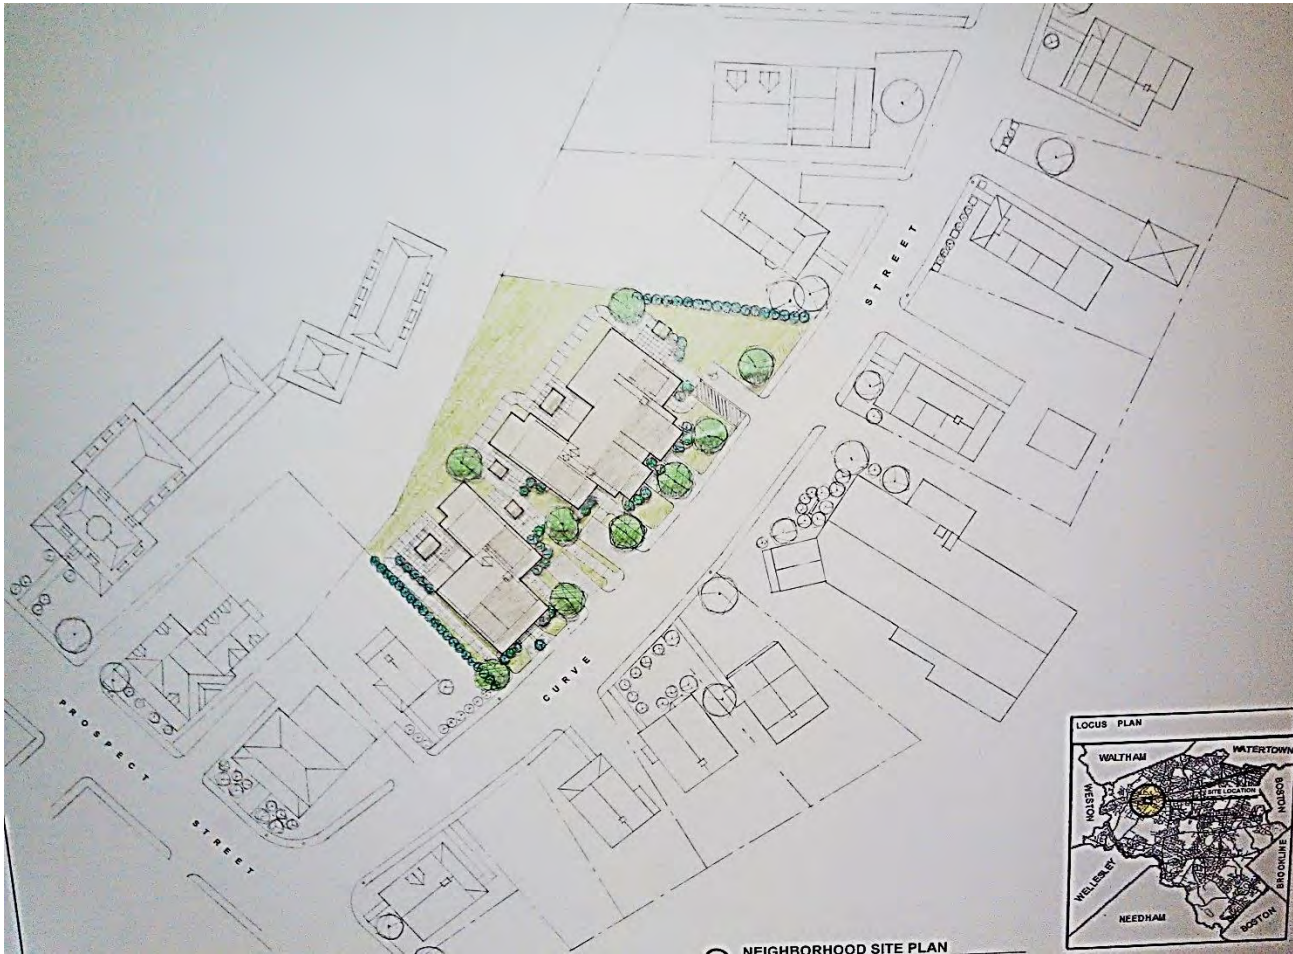 STREET
CURVE
PROSPECT
STREET
LOCUS PLAN
WALTHAM
WATERTOWN
WESTON
SITE LOCATION
BOSTON
BROOKLINE
WELLESLEY
NEEDHAM
BOSTON
NEIGHBORHOOD SITE PLAN